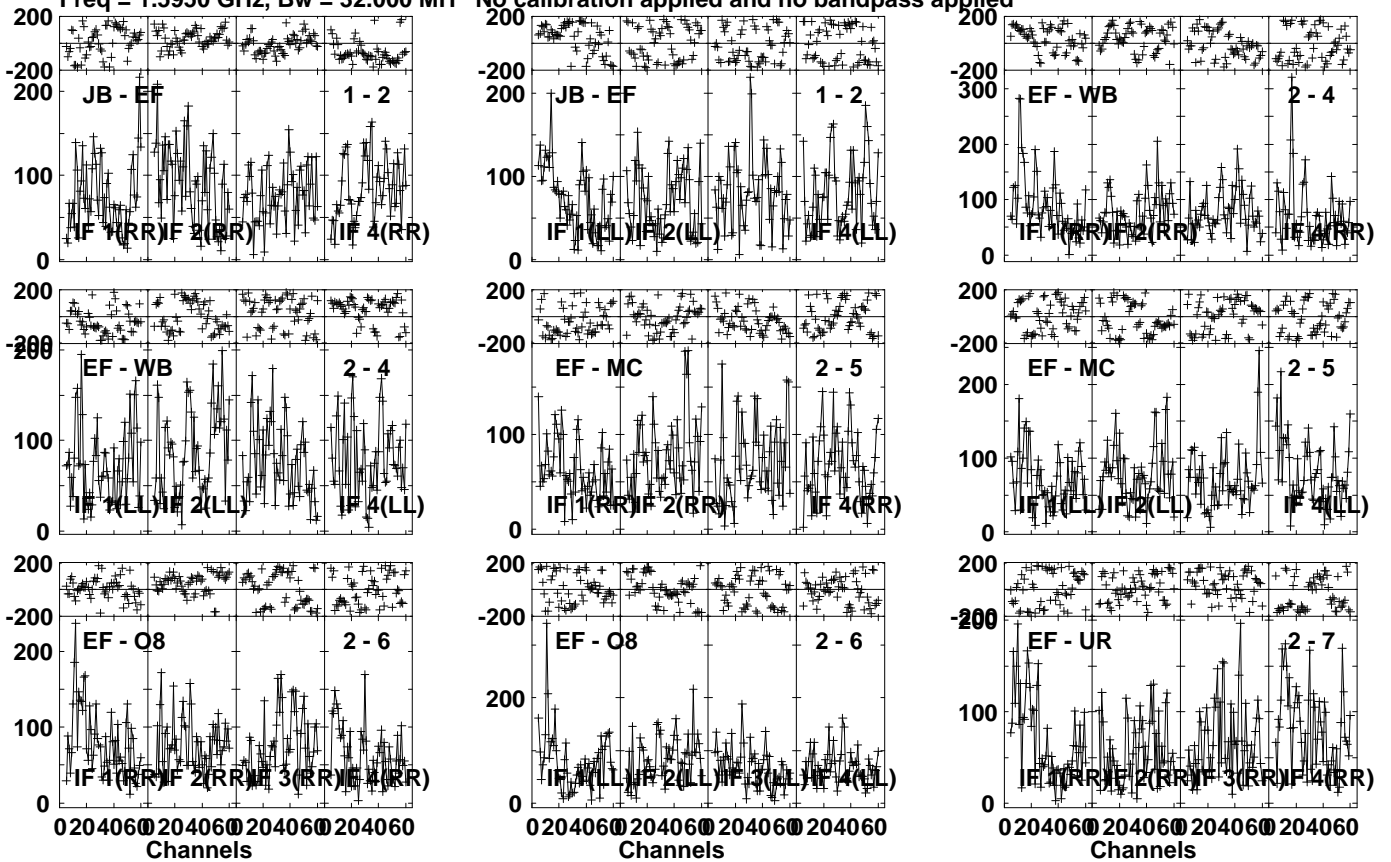 Freq = 1.5950 GHz, Bw = 32.000 MH No calibration applied and no bandpass applied
200 200 200
-200 -200 -200
200 JB - EF 1 - 2 200 JB - EF 1 - 2 300 EF - WB 2 - 4
200
100 100 100
IF 1(RR) IF 2(RR) IF 4(RR) IF 1(LL) IF 2(LL) IF 4(LL) IF 1(RR) IF 2(RR) IF 4(RR)
0 0 0
200 200 200
-200 -200 -200
200 EF - WB 2 - 4 EF - MC 2 - 5 EF - MC 2 - 5
200
100 100 100
IF 1(LL) IF 2(LL) IF 4(LL) IF 1(RR) IF 2(RR) IF 4(RR) IF 1(LL) IF 2(LL) IF 4(LL)
0 0 0
200 200 200
-200 -200 -200
200 EF - O8 2 - 6 EF - O8 2 - 6 200 EF - UR 2 - 7
200
100 100
IF 1(RR) IF 2(RR) IF 3(RR) IF 4(RR) IF 1(LL) IF 2(LL) IF 3(LL) IF 4(LL) IF 1(RR) IF 2(RR) IF 3(RR) IF 4(RR)
0 0 0
0 20 40 60 0 20 40 60 0 20 40 60 0 20 40 60 0 20 40 60 0 20 40 60 0 20 40 60 0 20 40 60 0 20 40 60 0 20 40 60 0 20 40 60 0 20 40 60
Channels Channels Channels